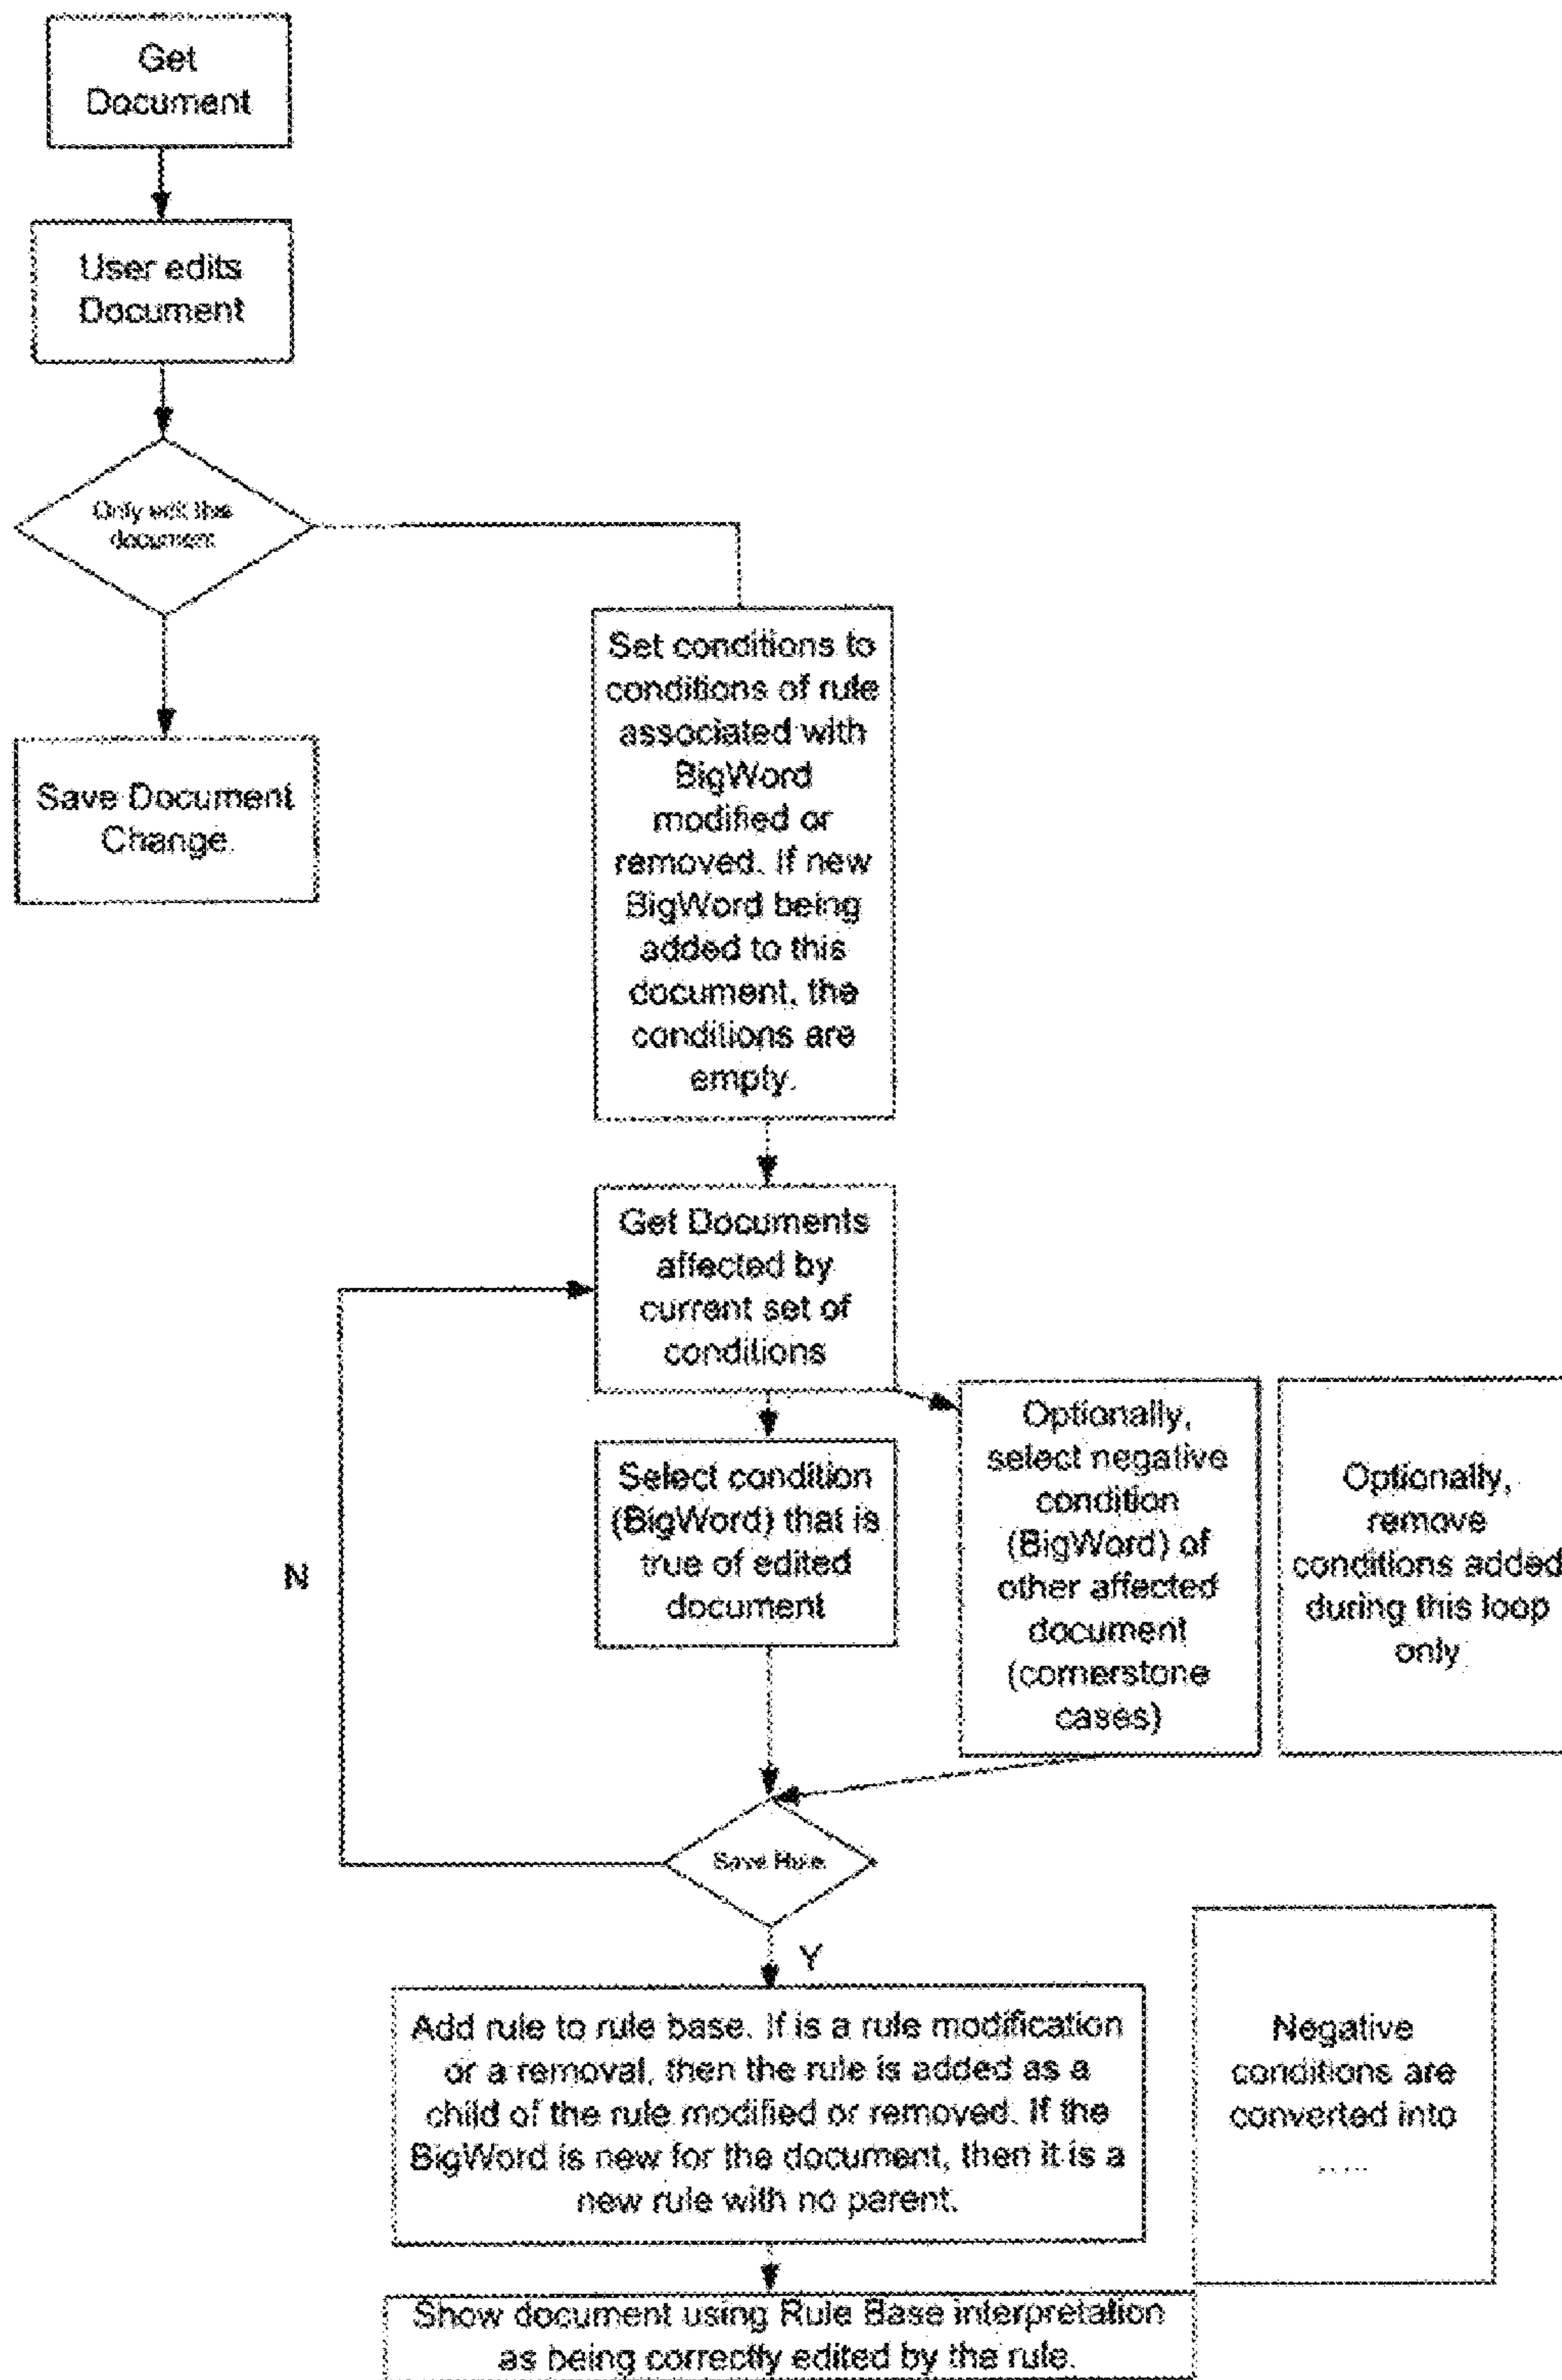 Get
Document
User edits
Document
Only edit this
document
Save Document
Change.
Set conditions to
conditions of rule
associated with
BigWord
modified or
removed. If new
BigWord being
added to this
document, the
conditions are
empty.
Get Documents
affected by
current set of
conditions
Select condition
(BigWord) that is
true of edited
document
Optionally,
select negative
condition
(BigWord) of
other affected
document
(cornerstone
cases)
Optionally,
remove
conditions added
during this loop
only
N
Save Rule
Y
Add rule to rule base. If is a rule modification
or a removal, then the rule is added as a
child of the rule modified or removed. If the
BigWord is new for the document, then it is a
new rule with no parent.
Negative
conditions are
converted into
.....
Show document using Rule Base interpretation
as being correctly edited by the rule.